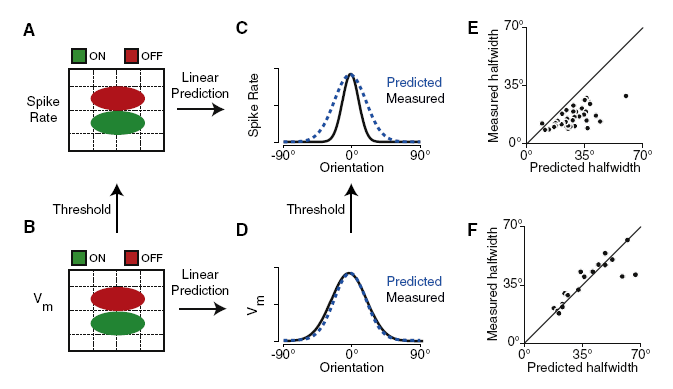 A
ON OFF
Spike
Rate
Linear
Prediction
C
Spike Rate
Predicted
Measured
-90° 0° 90°
Orientation
E
70°
35°
0°
Measured halfwidth
0° 35° 70°
Predicted halfwidth
Threshold
Threshold
B
ON OFF
Vm
Linear
Prediction
D
Vm
Predicted
Measured
-90° 0° 90°
Orientation
F
70°
35°
0°
Measured halfwidth
0° 35° 70°
Predicted halfwidth